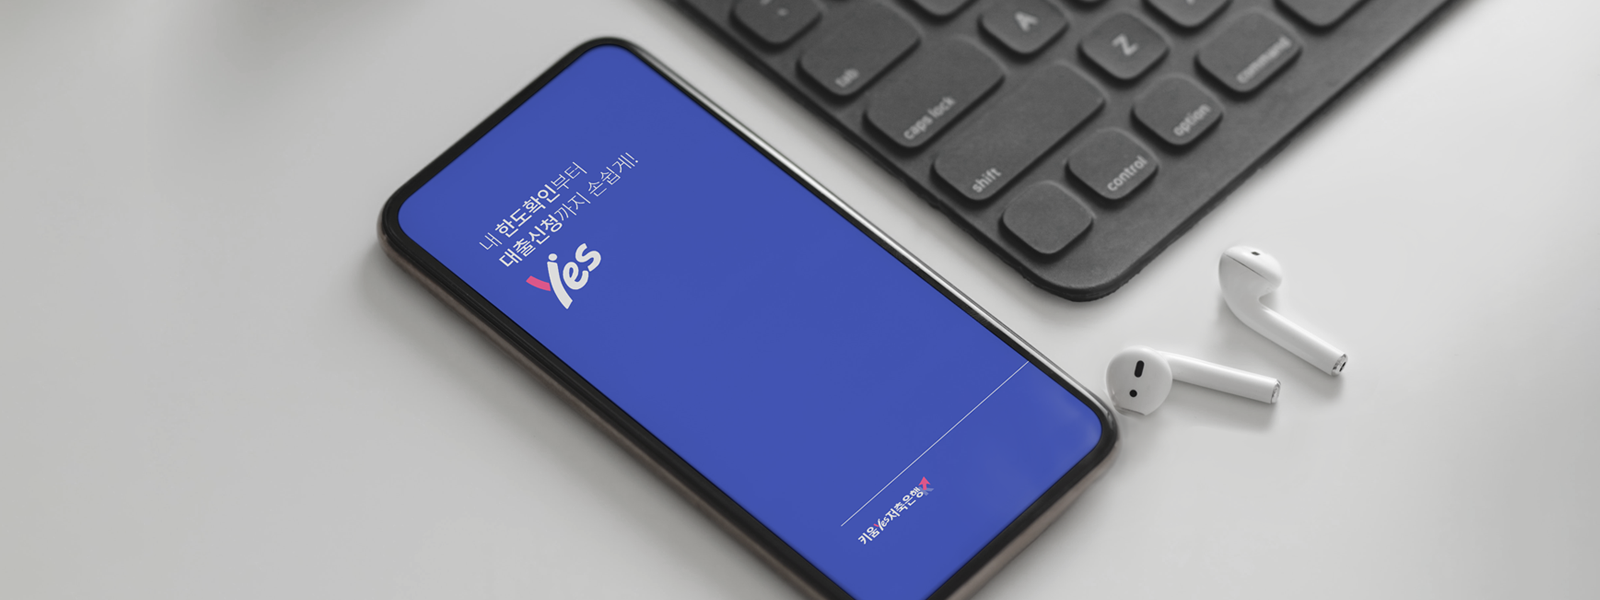 내 한도확인부터
대출신청까지 손쉽게!
Yes
키움Yes저축은행
tab
caps lock
A
shift
Z
control
option
command